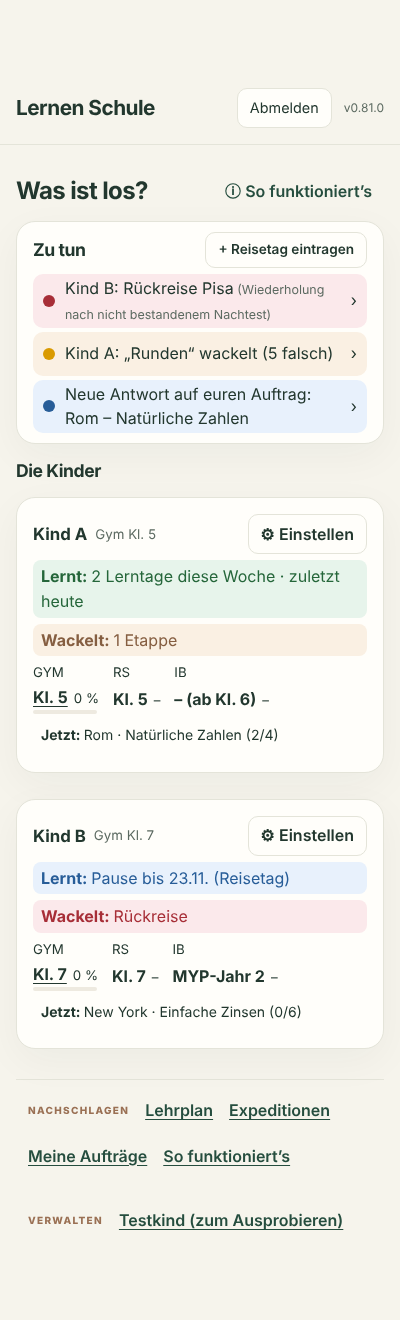 Lernen Schule
Abmelden
v0.81.0
Was ist los?
ⓘ So funktioniert’s
Zu tun
+ Reisetag eintragen
Kind B: Rückreise Pisa (Wiederholung
nach nicht bestandenem Nachtest)
›
Kind A: „Runden“ wackelt (5 falsch)
›
Neue Antwort auf euren Auftrag:
Rom – Natürliche Zahlen
›
Die Kinder
Kind A Gym Kl. 5
⚙ Einstellen
Lernt: 2 Lerntage diese Woche · zuletzt
heute
Wackelt: 1 Etappe
GYM RS IB
Kl. 5 0 % Kl. 5 – – (ab Kl. 6) –
Jetzt: Rom · Natürliche Zahlen (2/4)
Kind B Gym Kl. 7
⚙ Einstellen
Lernt: Pause bis 23.11. (Reisetag)
Wackelt: Rückreise
GYM RS IB
Kl. 7 0 % Kl. 7 – MYP-Jahr 2 –
Jetzt: New York · Einfache Zinsen (0/6)
NACHSCHLAGEN Lehrplan Expeditionen
Meine Aufträge So funktioniert’s
VERWALTEN Testkind (zum Ausprobieren)